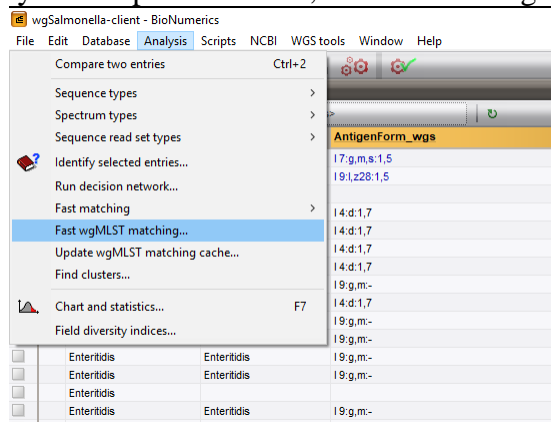 wgSalmonella-client - BioNumerics
File Edit Database Analysis Scripts NCBI WGS tools Window Help
Compare two entries Ctrl+2
Sequence types >
Spectrum types >
Sequence read set types >
Identify selected entries...
Run decision network...
Fast matching >
Fast wgMLST matching...
Update wgMLST matching cache...
Find clusters...
Chart and statistics... F7
Field diversity indices...
AntigenForm_wgs
I 7:g,m,s:1,5
I 9:l,z28:1,5
I 4:d:1,7
I 4:d:1,7
I 4:d:1,7
I 4:d:1,7
I 9:g,m:-
I 4:d:1,7
I 9:g,m:-
I 9:g,m:-
Enteritidis Enteritidis I 9:g,m:-
Enteritidis Enteritidis I 9:g,m:-
Enteritidis
Enteritidis Enteritidis I 9:g,m:-